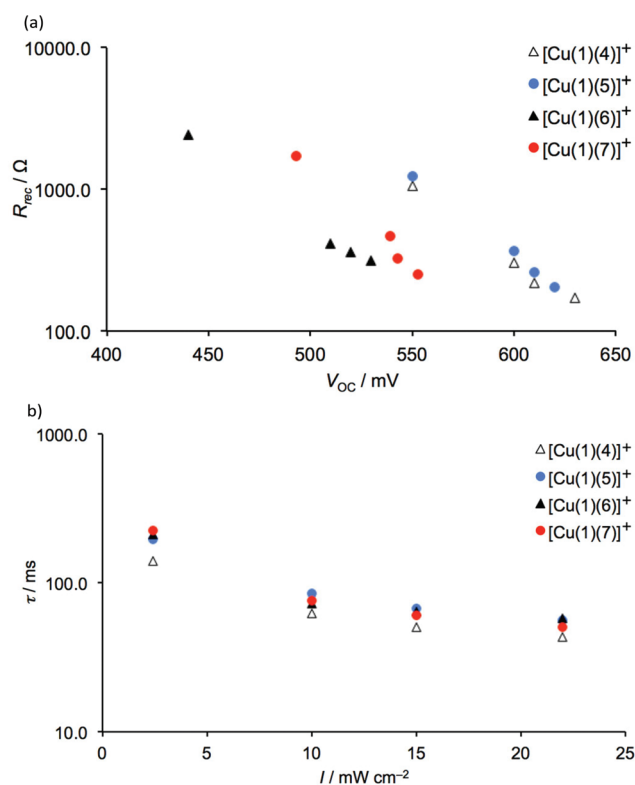 (a)
10000.0
1000.0
100.0
R_rec / Ω
400 450 500 550 600 650
V_OC / mV
[Cu(1)(4)]⁺
[Cu(1)(5)]⁺
[Cu(1)(6)]⁺
[Cu(1)(7)]⁺
b)
1000.0
100.0
10.0
τ / ms
0 5 10 15 20 25
I / mW cm⁻²
[Cu(1)(4)]⁺
[Cu(1)(5)]⁺
[Cu(1)(6)]⁺
[Cu(1)(7)]⁺